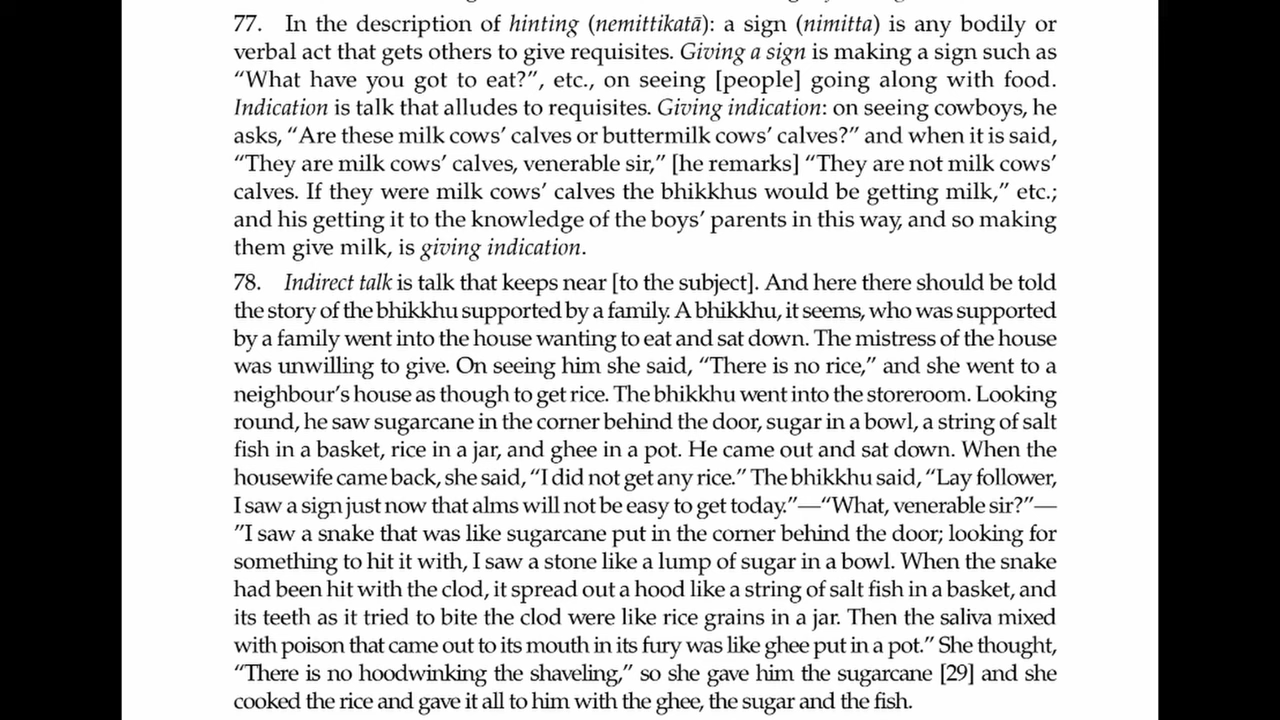 77. In the description of hinting (nemittikatā): a sign (nimitta) is any bodily or
verbal act that gets others to give requisites. Giving a sign is making a sign such as
“What have you got to eat?”, etc., on seeing [people] going along with food.
Indication is talk that alludes to requisites. Giving indication: on seeing cowboys, he
asks, “Are these milk cows’ calves or buttermilk cows’ calves?” and when it is said,
“They are milk cows’ calves, venerable sir,” [he remarks] “They are not milk cows’
calves. If they were milk cows’ calves the bhikkhus would be getting milk,” etc.;
and his getting it to the knowledge of the boys’ parents in this way, and so making
them give milk, is giving indication.
78. Indirect talk is talk that keeps near [to the subject]. And here there should be told
the story of the bhikkhu supported by a family. A bhikkhu, it seems, who was supported
by a family went into the house wanting to eat and sat down. The mistress of the house
was unwilling to give. On seeing him she said, “There is no rice,” and she went to a
neighbour’s house as though to get rice. The bhikkhu went into the storeroom. Looking
round, he saw sugarcane in the corner behind the door, sugar in a bowl, a string of salt
fish in a basket, rice in a jar, and ghee in a pot. He came out and sat down. When the
housewife came back, she said, “I did not get any rice.” The bhikkhu said, “Lay follower,
I saw a sign just now that alms will not be easy to get today.”—“What, venerable sir?”—
”I saw a snake that was like sugarcane put in the corner behind the door; looking for
something to hit it with, I saw a stone like a lump of sugar in a bowl. When the snake
had been hit with the clod, it spread out a hood like a string of salt fish in a basket, and
its teeth as it tried to bite the clod were like rice grains in a jar. Then the saliva mixed
with poison that came out to its mouth in its fury was like ghee put in a pot.” She thought,
“There is no hoodwinking the shaveling,” so she gave him the sugarcane [29] and she
cooked the rice and gave it all to him with the ghee, the sugar and the fish.